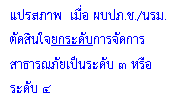 แปรสภาพ เมื่อ ผบปภ.ช./นรม.
ตัดสินใจยกระดับการจัดการ
สาธารณภัยเป็นระดับ ๓ หรือ
ระดับ ๔